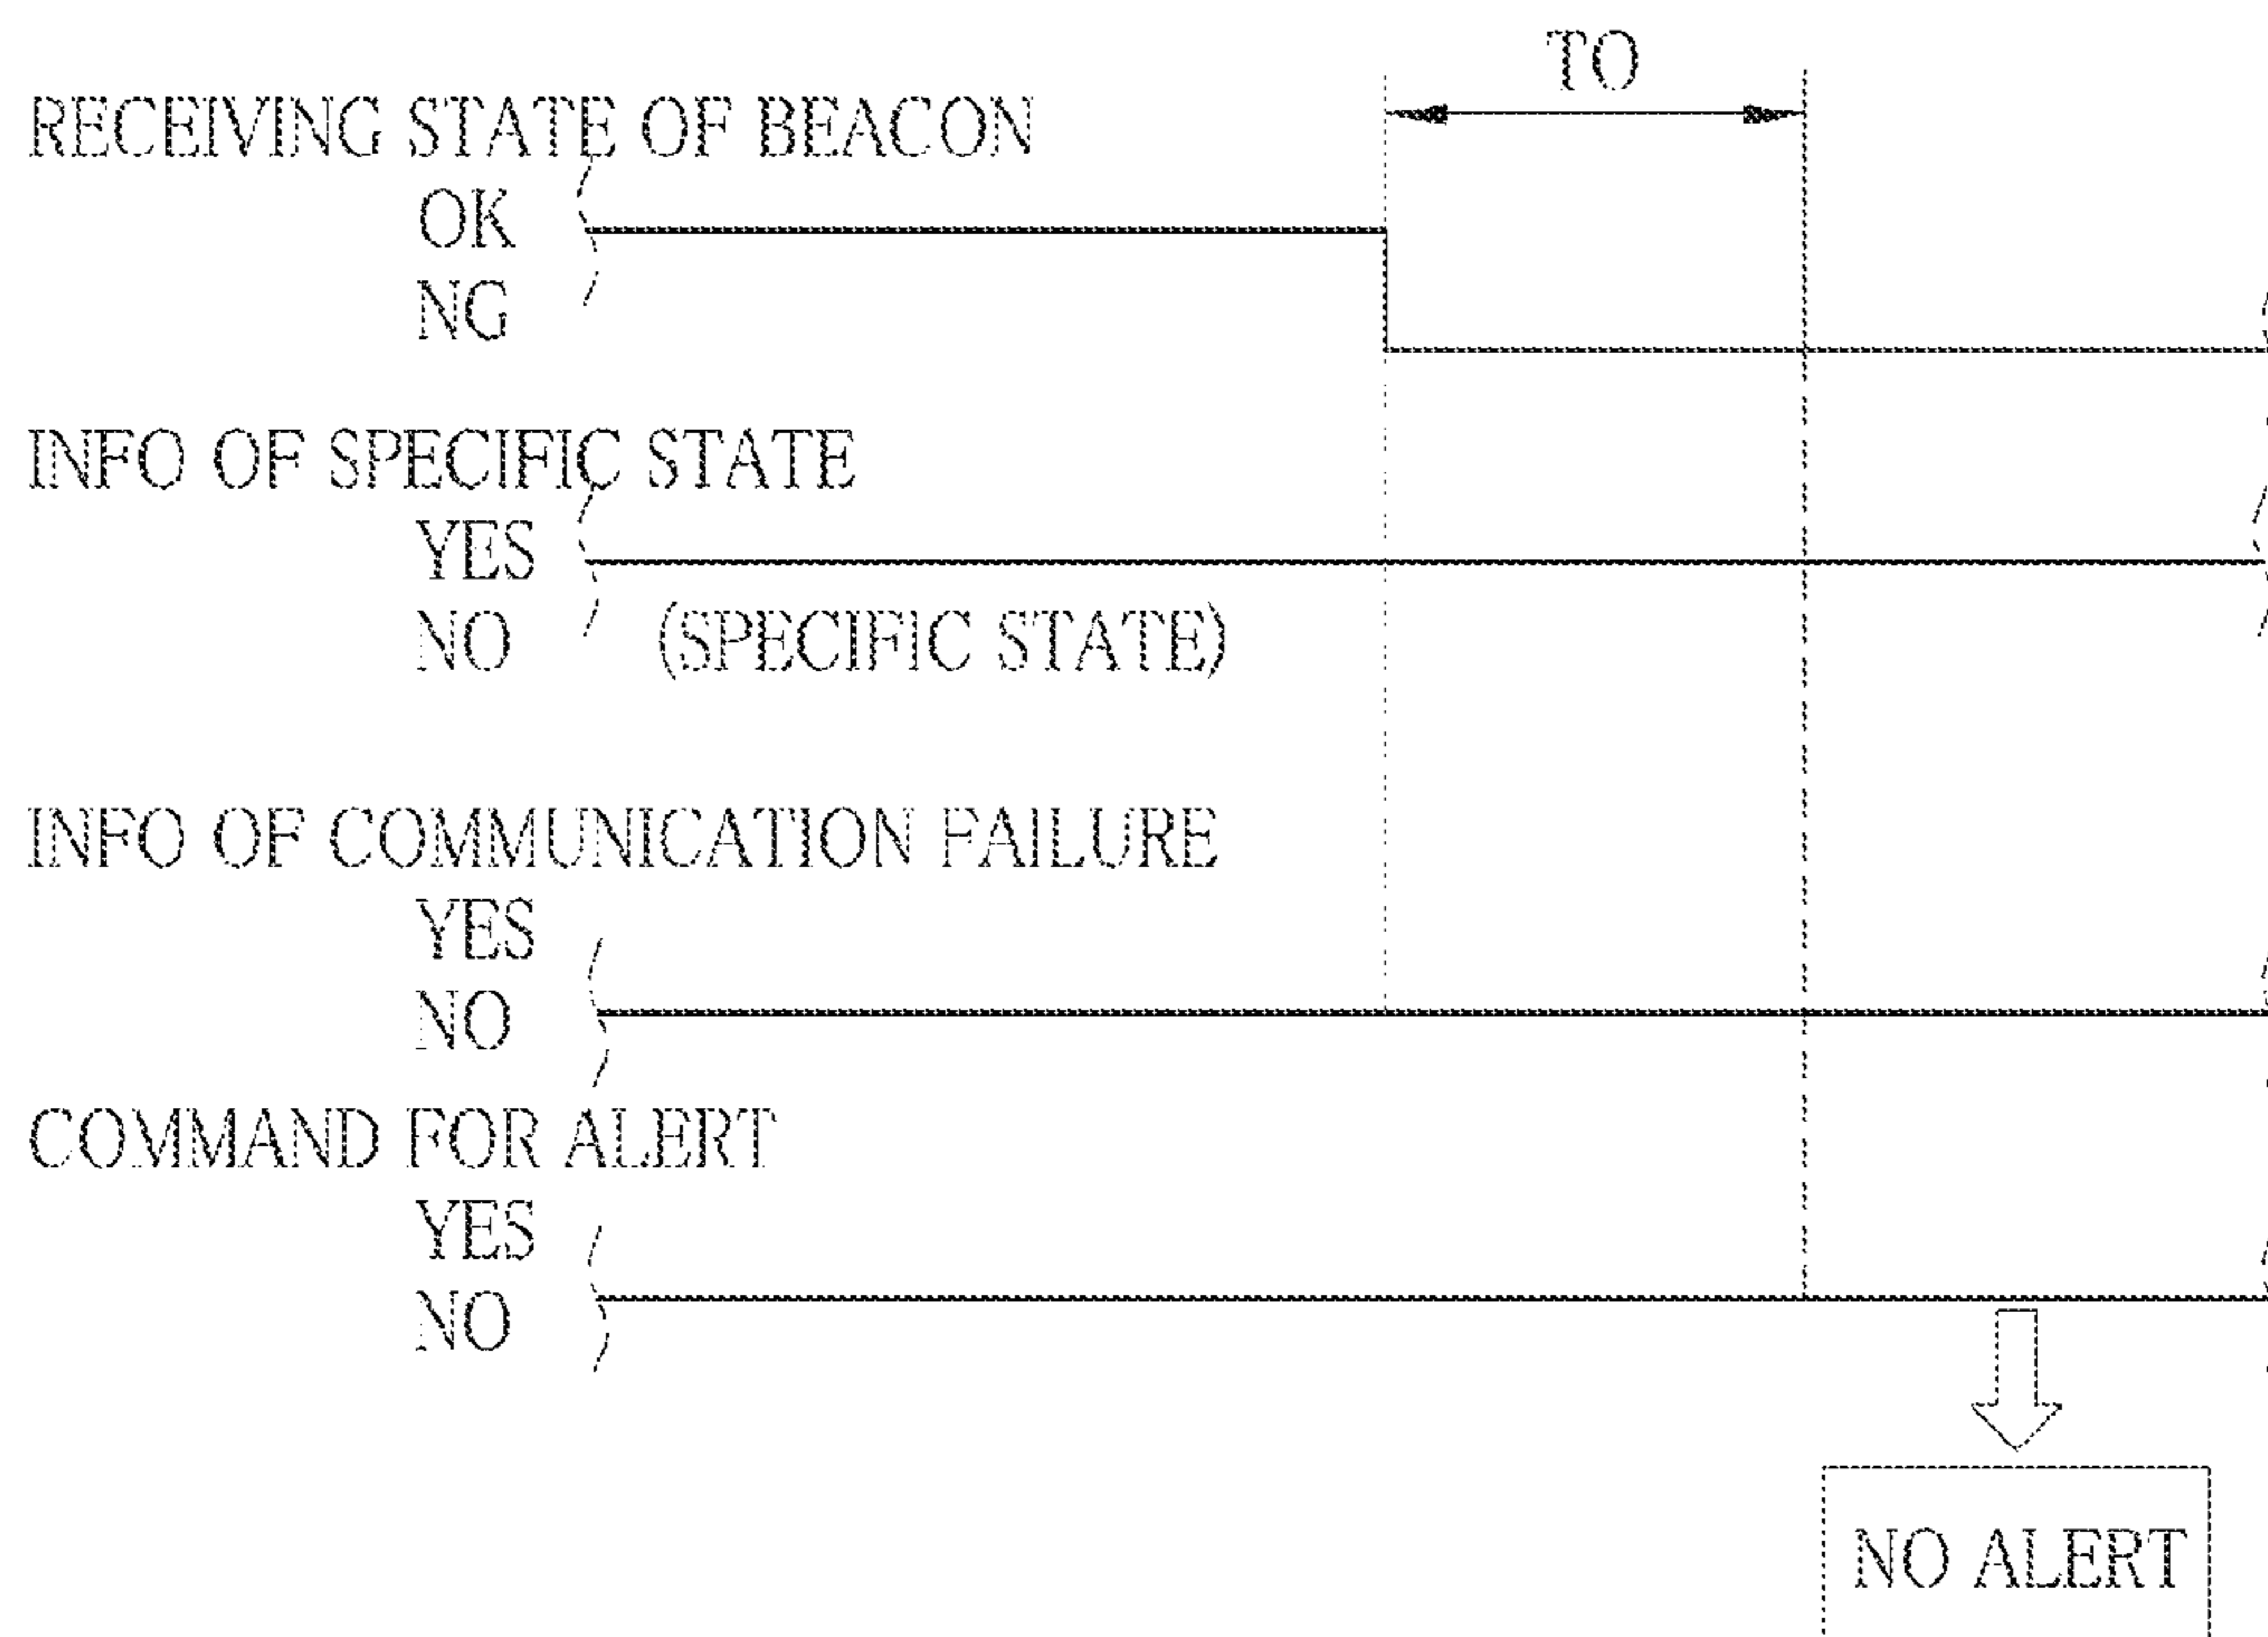 TO
RECEIVING STATE OF BEACON
OK
NG
INFO OF SPECIFIC STATE
YES
NO (SPECIFIC STATE)
INFO OF COMMUNICATION FAILURE
YES
NO
COMMAND FOR ALERT
YES
NO
NO ALERT